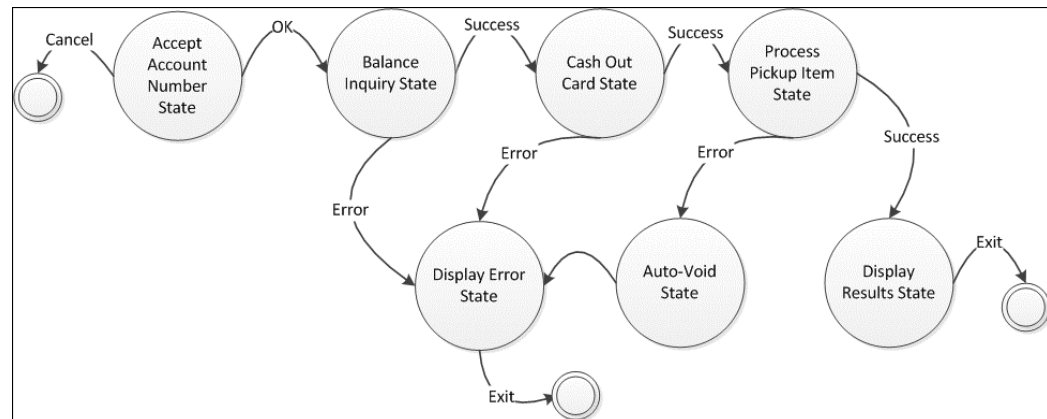 Cancel
Accept
Account
Number
State
OK
Balance
Inquiry State
Success
Cash Out
Card State
Success
Process
Pickup Item
State
Error
Error
Error
Success
Display Error
State
Auto-Void
State
Display
Results State
Exit
Exit